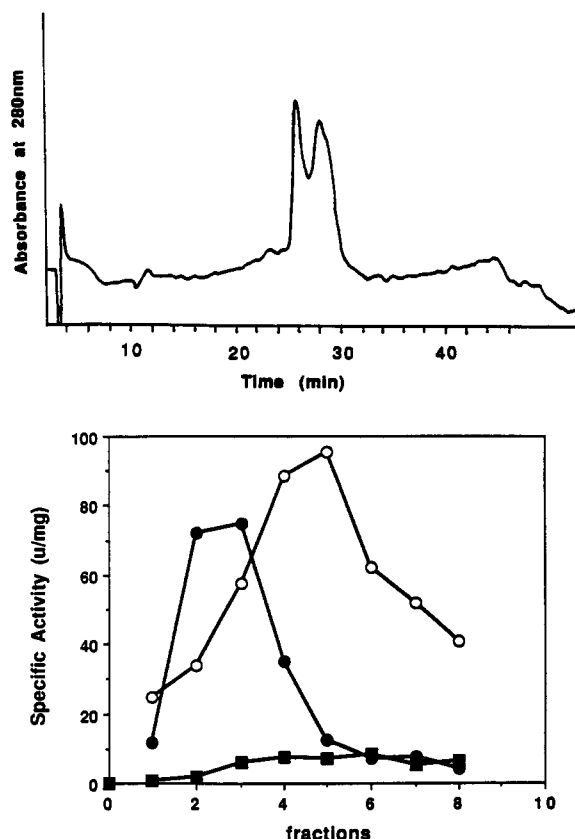 Absorbance at 280nm
10 20 30 40
Time (min)
Specific Activity (u/mg)
100
80
60
40
20
0
0 2 4 6 8 10
fractions